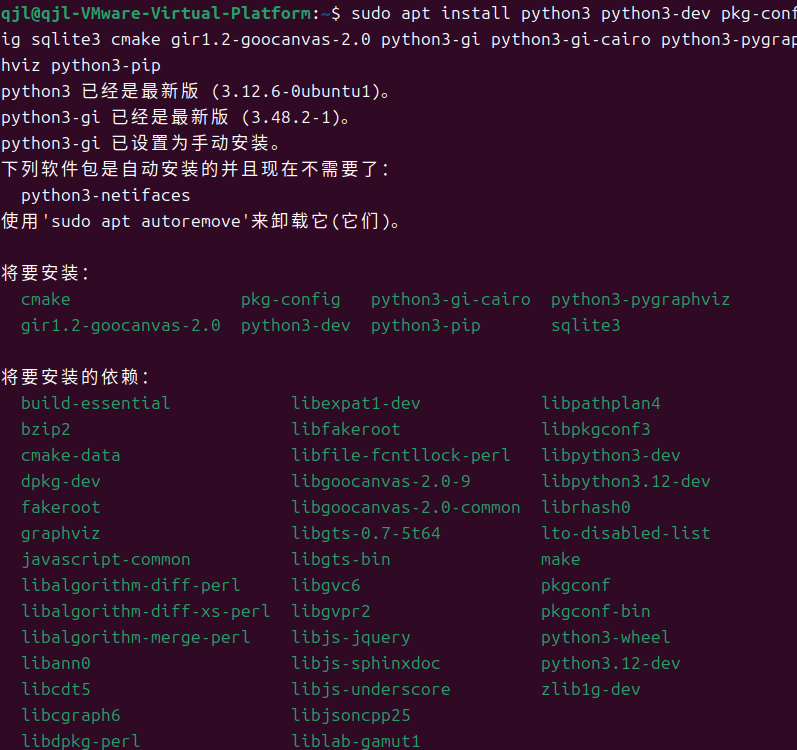 qjl@qjl-VMware-Virtual-Platform:~$ sudo apt install python3 python3-dev pkg-conf
ig sqlite3 cmake gir1.2-goocanvas-2.0 python3-gi python3-gi-cairo python3-pygrap
hviz python3-pip
python3 已经是最新版 (3.12.6-0ubuntu1)。
python3-gi 已经是最新版 (3.48.2-1)。
python3-gi 已设置为手动安装。
下列软件包是自动安装的并且现在不需要了：
python3-netifaces
使用'sudo apt autoremove'来卸载它(它们)。
将要安装：
cmake pkg-config python3-gi-cairo python3-pygraphviz
gir1.2-goocanvas-2.0 python3-dev python3-pip sqlite3
将要安装的依赖：
build-essential libexpat1-dev libpathplan4
bzip2 libfakeroot libpkgconf3
cmake-data libfile-fcntllock-perl libpython3-dev
dpkg-dev libgoocanvas-2.0-9 libpython3.12-dev
fakeroot libgoocanvas-2.0-common librhash0
graphviz libgts-0.7-5t64 lto-disabled-list
javascript-common libgts-bin make
libalgorithm-diff-perl libgvc6 pkgconf
libalgorithm-diff-xs-perl libgvpr2 pkgconf-bin
libalgorithm-merge-perl libjs-jquery python3-wheel
libann0 libjs-sphinxdoc python3.12-dev
libcdt5 libjs-underscore zlib1g-dev
libcgraph6 libjsoncpp25
libdpkg-perl liblab-gamut1